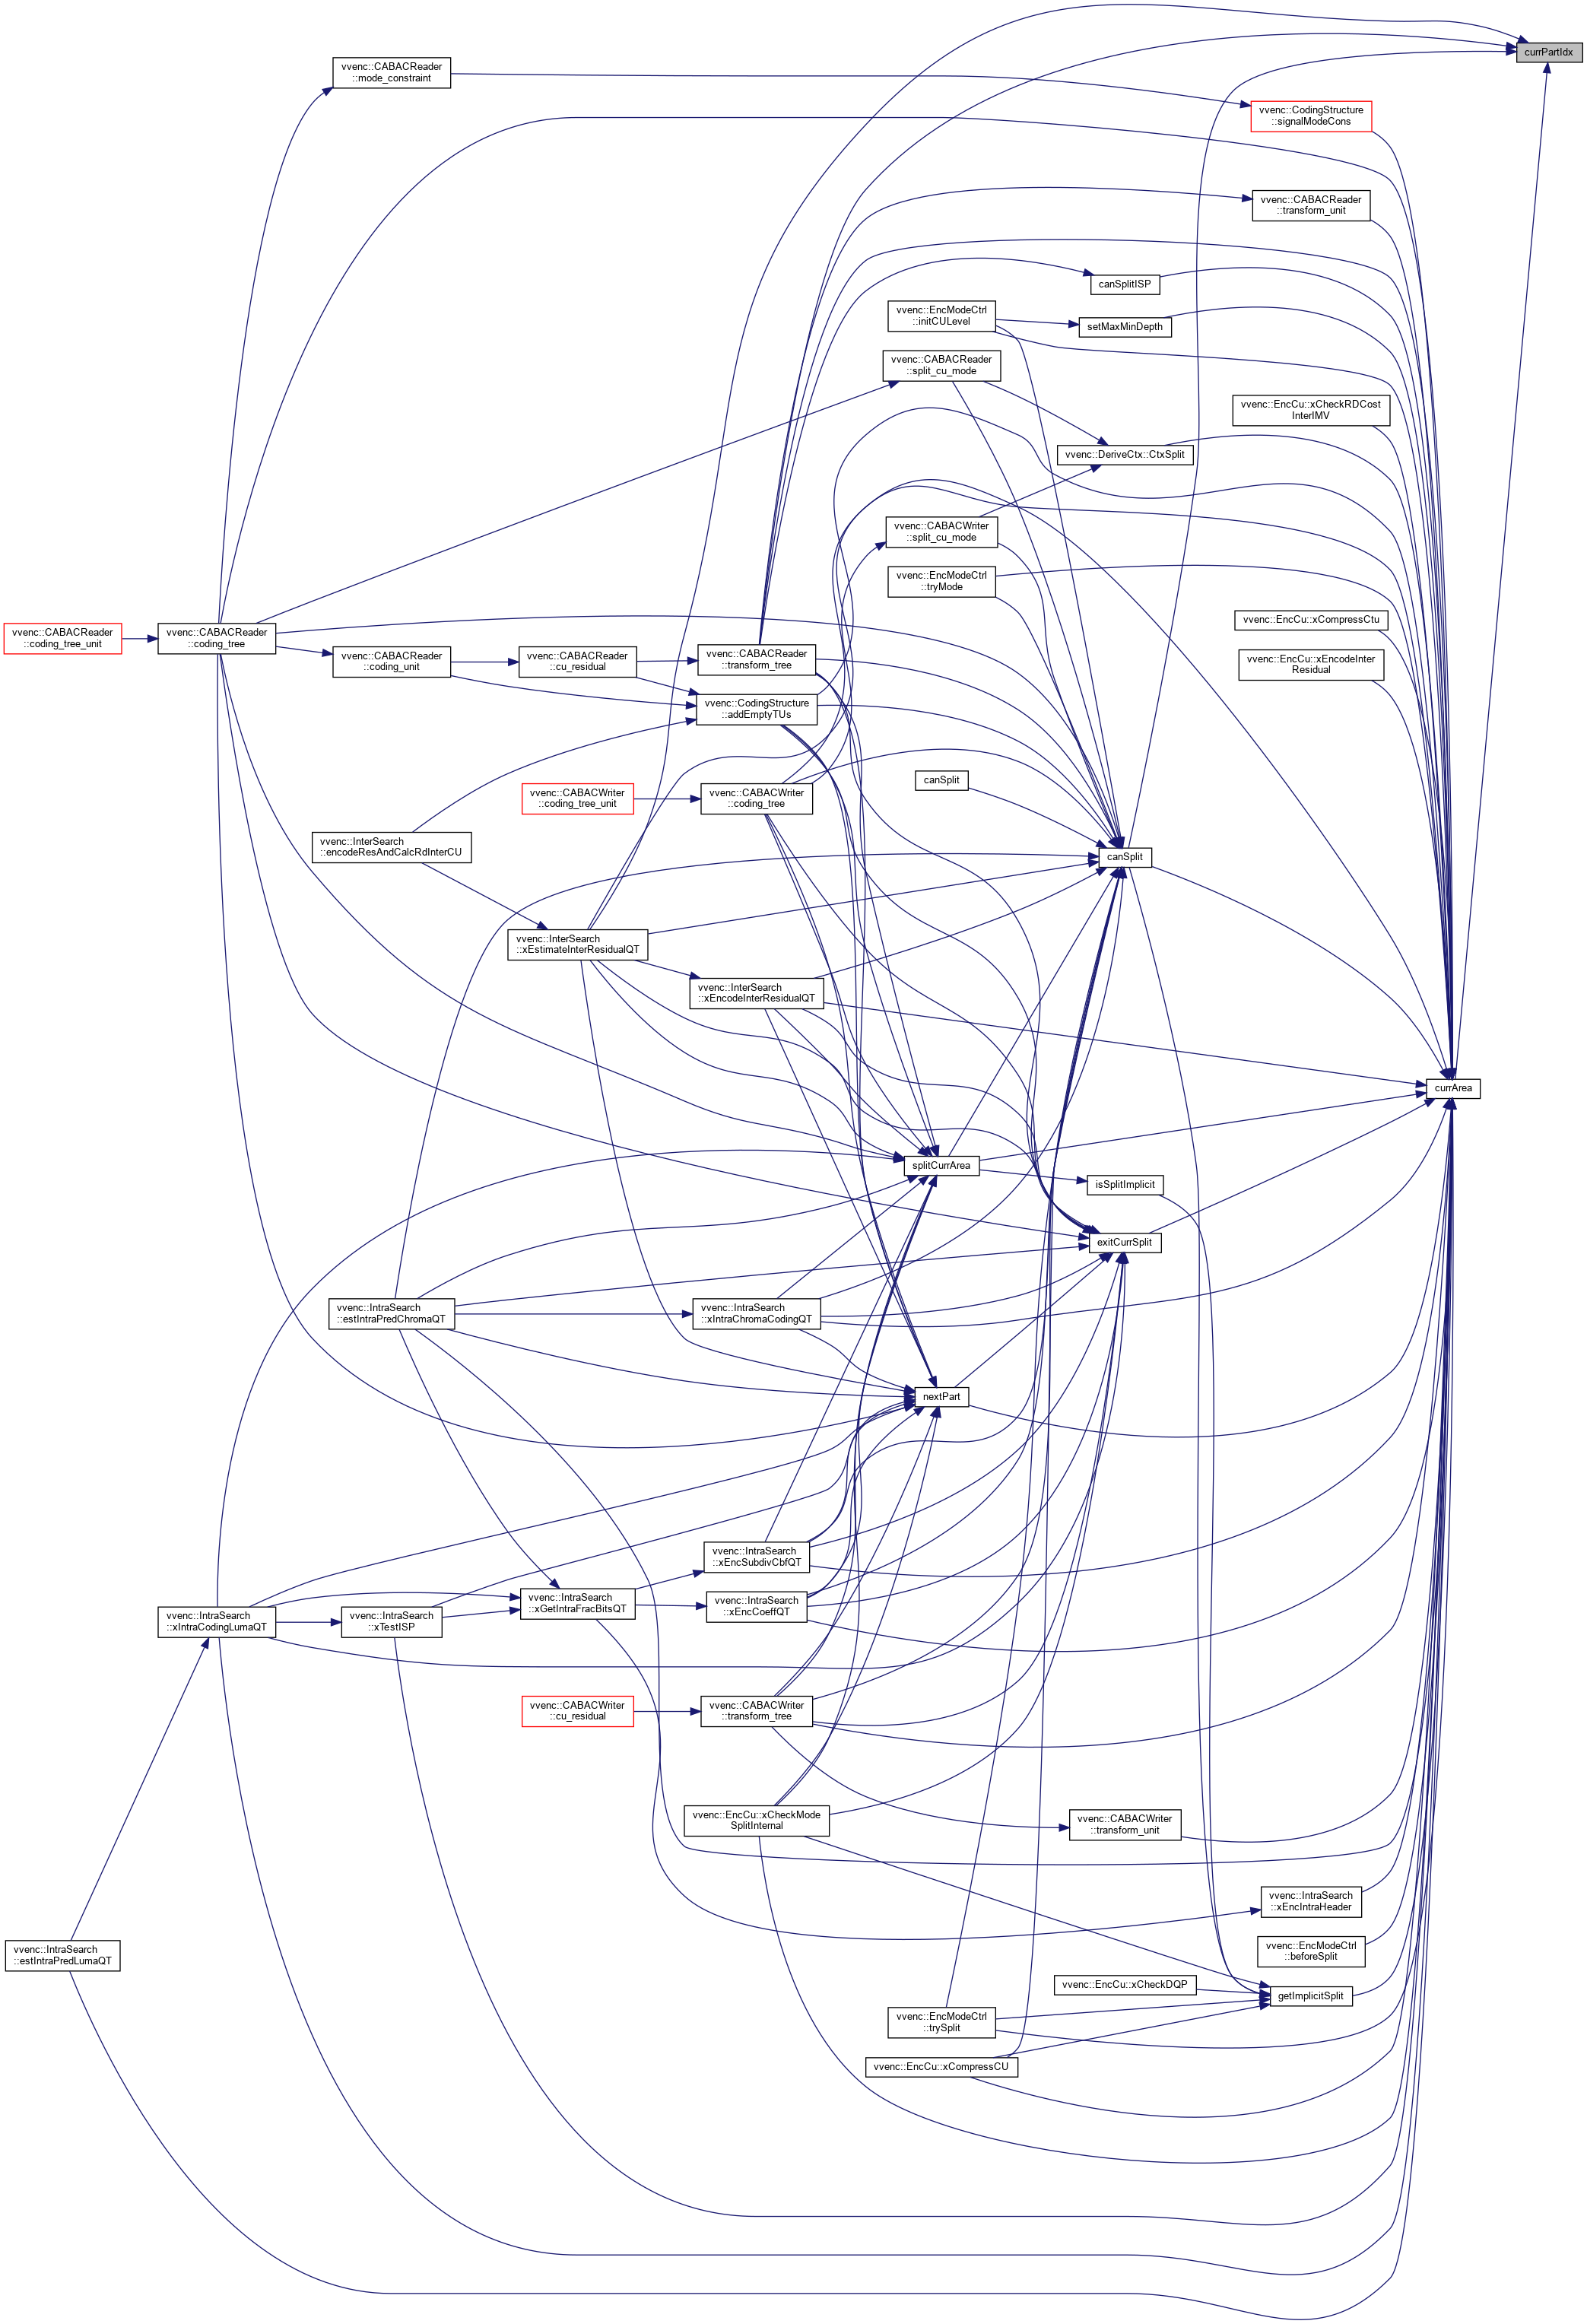 currPartIdx
vvenc::CABACReader
::mode_constraint
vvenc::CodingStructure
::signalModeCons
vvenc::CABACReader
::transform_unit
canSplitISP
vvenc::EncModeCtrl
::initCULevel
setMaxMinDepth
vvenc::CABACReader
::split_cu_mode
vvenc::EncCu::xCheckRDCost
InterIMV
vvenc::DeriveCtx::CtxSplit
vvenc::CABACWriter
::split_cu_mode
vvenc::EncModeCtrl
::tryMode
vvenc::EncCu::xCompressCtu
vvenc::CABACReader
::coding_tree_unit
vvenc::CABACReader
::coding_tree
vvenc::CABACReader
::coding_unit
vvenc::CABACReader
::cu_residual
vvenc::CABACReader
::transform_tree
vvenc::EncCu::xEncodeInter
Residual
vvenc::CodingStructure
::addEmptyTUs
vvenc::CABACWriter
::coding_tree_unit
vvenc::CABACWriter
::coding_tree
canSplit
vvenc::InterSearch
::encodeResAndCalcRdInterCU
canSplit
vvenc::InterSearch
::xEstimateInterResidualQT
vvenc::InterSearch
::xEncodeInterResidualQT
currArea
splitCurrArea
isSplitImplicit
exitCurrSplit
vvenc::IntraSearch
::estIntraPredChromaQT
vvenc::IntraSearch
::xIntraChromaCodingQT
nextPart
vvenc::IntraSearch
::xEncSubdivCbfQT
vvenc::IntraSearch
::xIntraCodingLumaQT
vvenc::IntraSearch
::xTestISP
vvenc::IntraSearch
::xGetIntraFracBitsQT
vvenc::IntraSearch
::xEncCoeffQT
vvenc::CABACWriter
::cu_residual
vvenc::CABACWriter
::transform_tree
vvenc::EncCu::xCheckMode
SplitInternal
vvenc::CABACWriter
::transform_unit
vvenc::IntraSearch
::xEncIntraHeader
vvenc::IntraSearch
::estIntraPredLumaQT
vvenc::EncModeCtrl
::beforeSplit
vvenc::EncCu::xCheckDQP
getImplicitSplit
vvenc::EncModeCtrl
::trySplit
vvenc::EncCu::xCompressCU